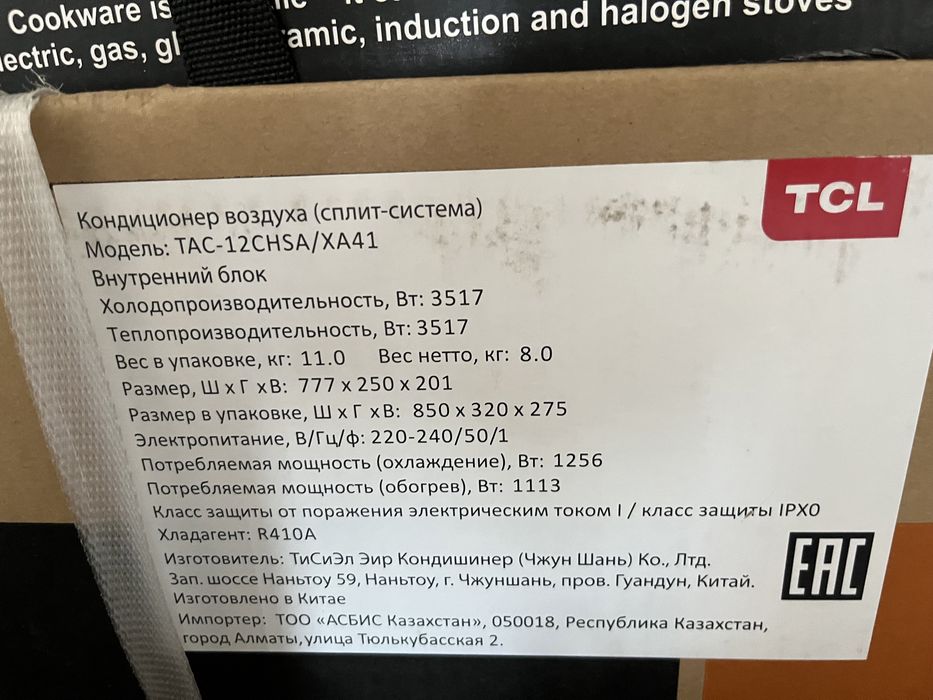 Cookware is
electric, gas, gl ramic, induction and halogen stoves
TCL
Кондиционер воздуха (сплит-система)
Модель: TAC-12CHSA/XA41
Внутренний блок
Холодопроизводительность, Вт: 3517
Теплопроизводительность, Вт: 3517
Вес в упаковке, кг: 11.0 Вес нетто, кг: 8.0
Размер, Ш х Г хВ: 777 x 250 x 201
Размер в упаковке, Ш х Г хВ: 850 x 320 x 275
Электропитание, В/Гц/ф: 220-240/50/1
Потребляемая мощность (охлаждение), Вт: 1256
Потребляемая мощность (обогрев), Вт: 1113
Класс защиты от поражения электрическим током I / класс защиты IPX0
Хладагент: R410A
Изготовитель: ТиСиЭл Эир Кондишинер (Чжун Шань) Ко., Лтд.
Зап. шоссе Наньтоу 59, Наньтоу, г. Чжуншань, пров. Гуандун, Китай.
Изготовлено в Китае
Импортер: ТОО «АСБИС Казахстан», 050018, Республика Казахстан,
город Алматы,улица Тюлькубасская 2.
EAC